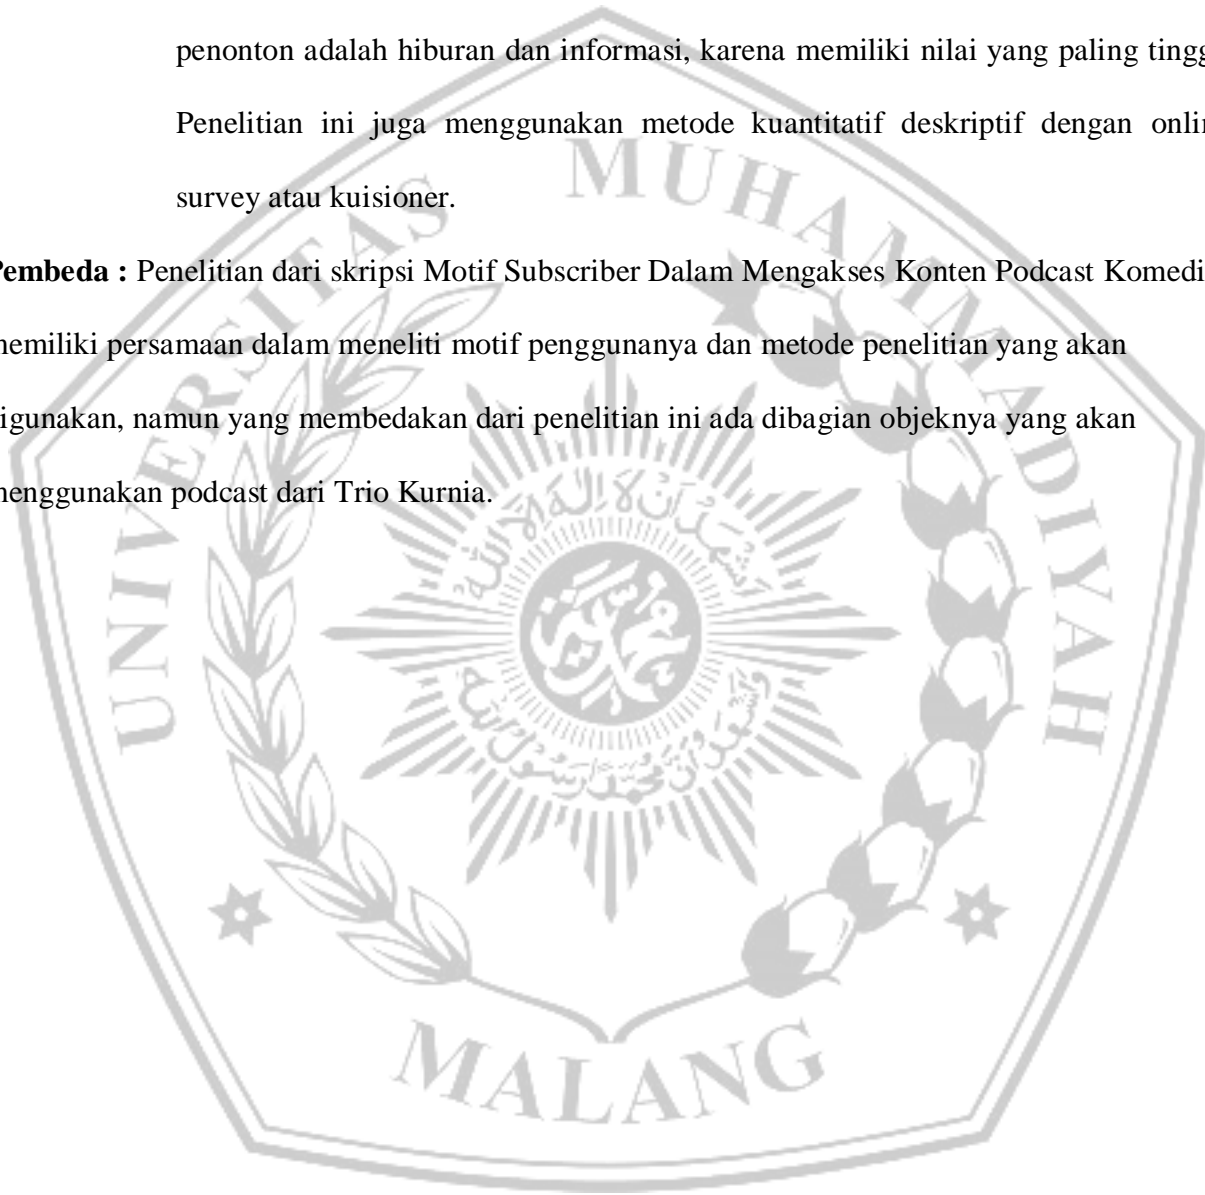 penonton adalah hiburan dan informasi, karena memiliki nilai yang paling tingg
Penelitian ini juga menggunakan metode kuantitatif deskriptif dengan onlin
survey atau kuisioner.
Pembeda : Penelitian dari skripsi Motif Subscriber Dalam Mengakses Konten Podcast Komedi
memiliki persamaan dalam meneliti motif penggunanya dan metode penelitian yang akan
igunakan, namun yang membedakan dari penelitian ini ada dibagian objeknya yang akan
menggunakan podcast dari Trio Kurnia.
UNIVERSITAS MUHAMMADIYAH
MALANG